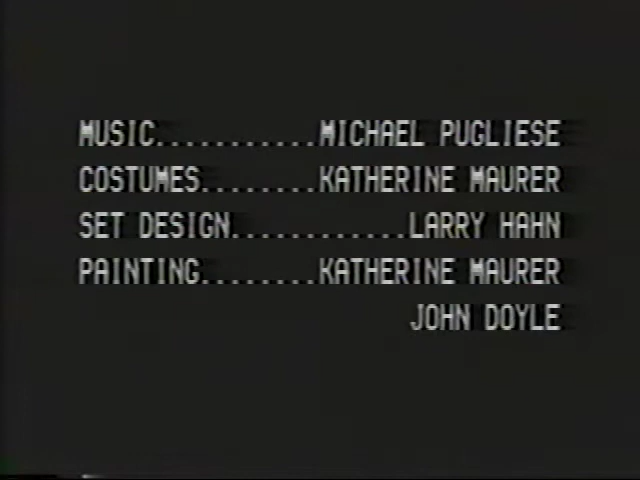 MUSIC...........MICHAEL PUGLIESE
COSTUMES........KATHERINE MAURER
SET DESIGN............LARRY HAHN
PAINTING........KATHERINE MAURER
JOHN DOYLE